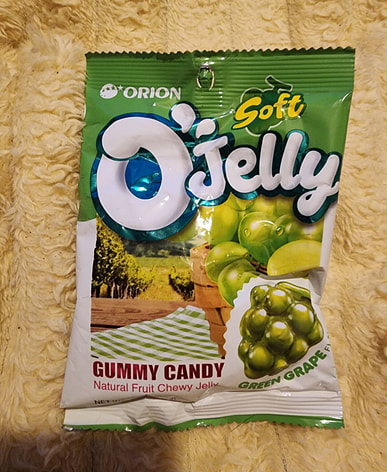 ORION
Soft
O'Jelly
GUMMY CANDY
Natural Fruit Chewy Jelly
GREEN GRAPE